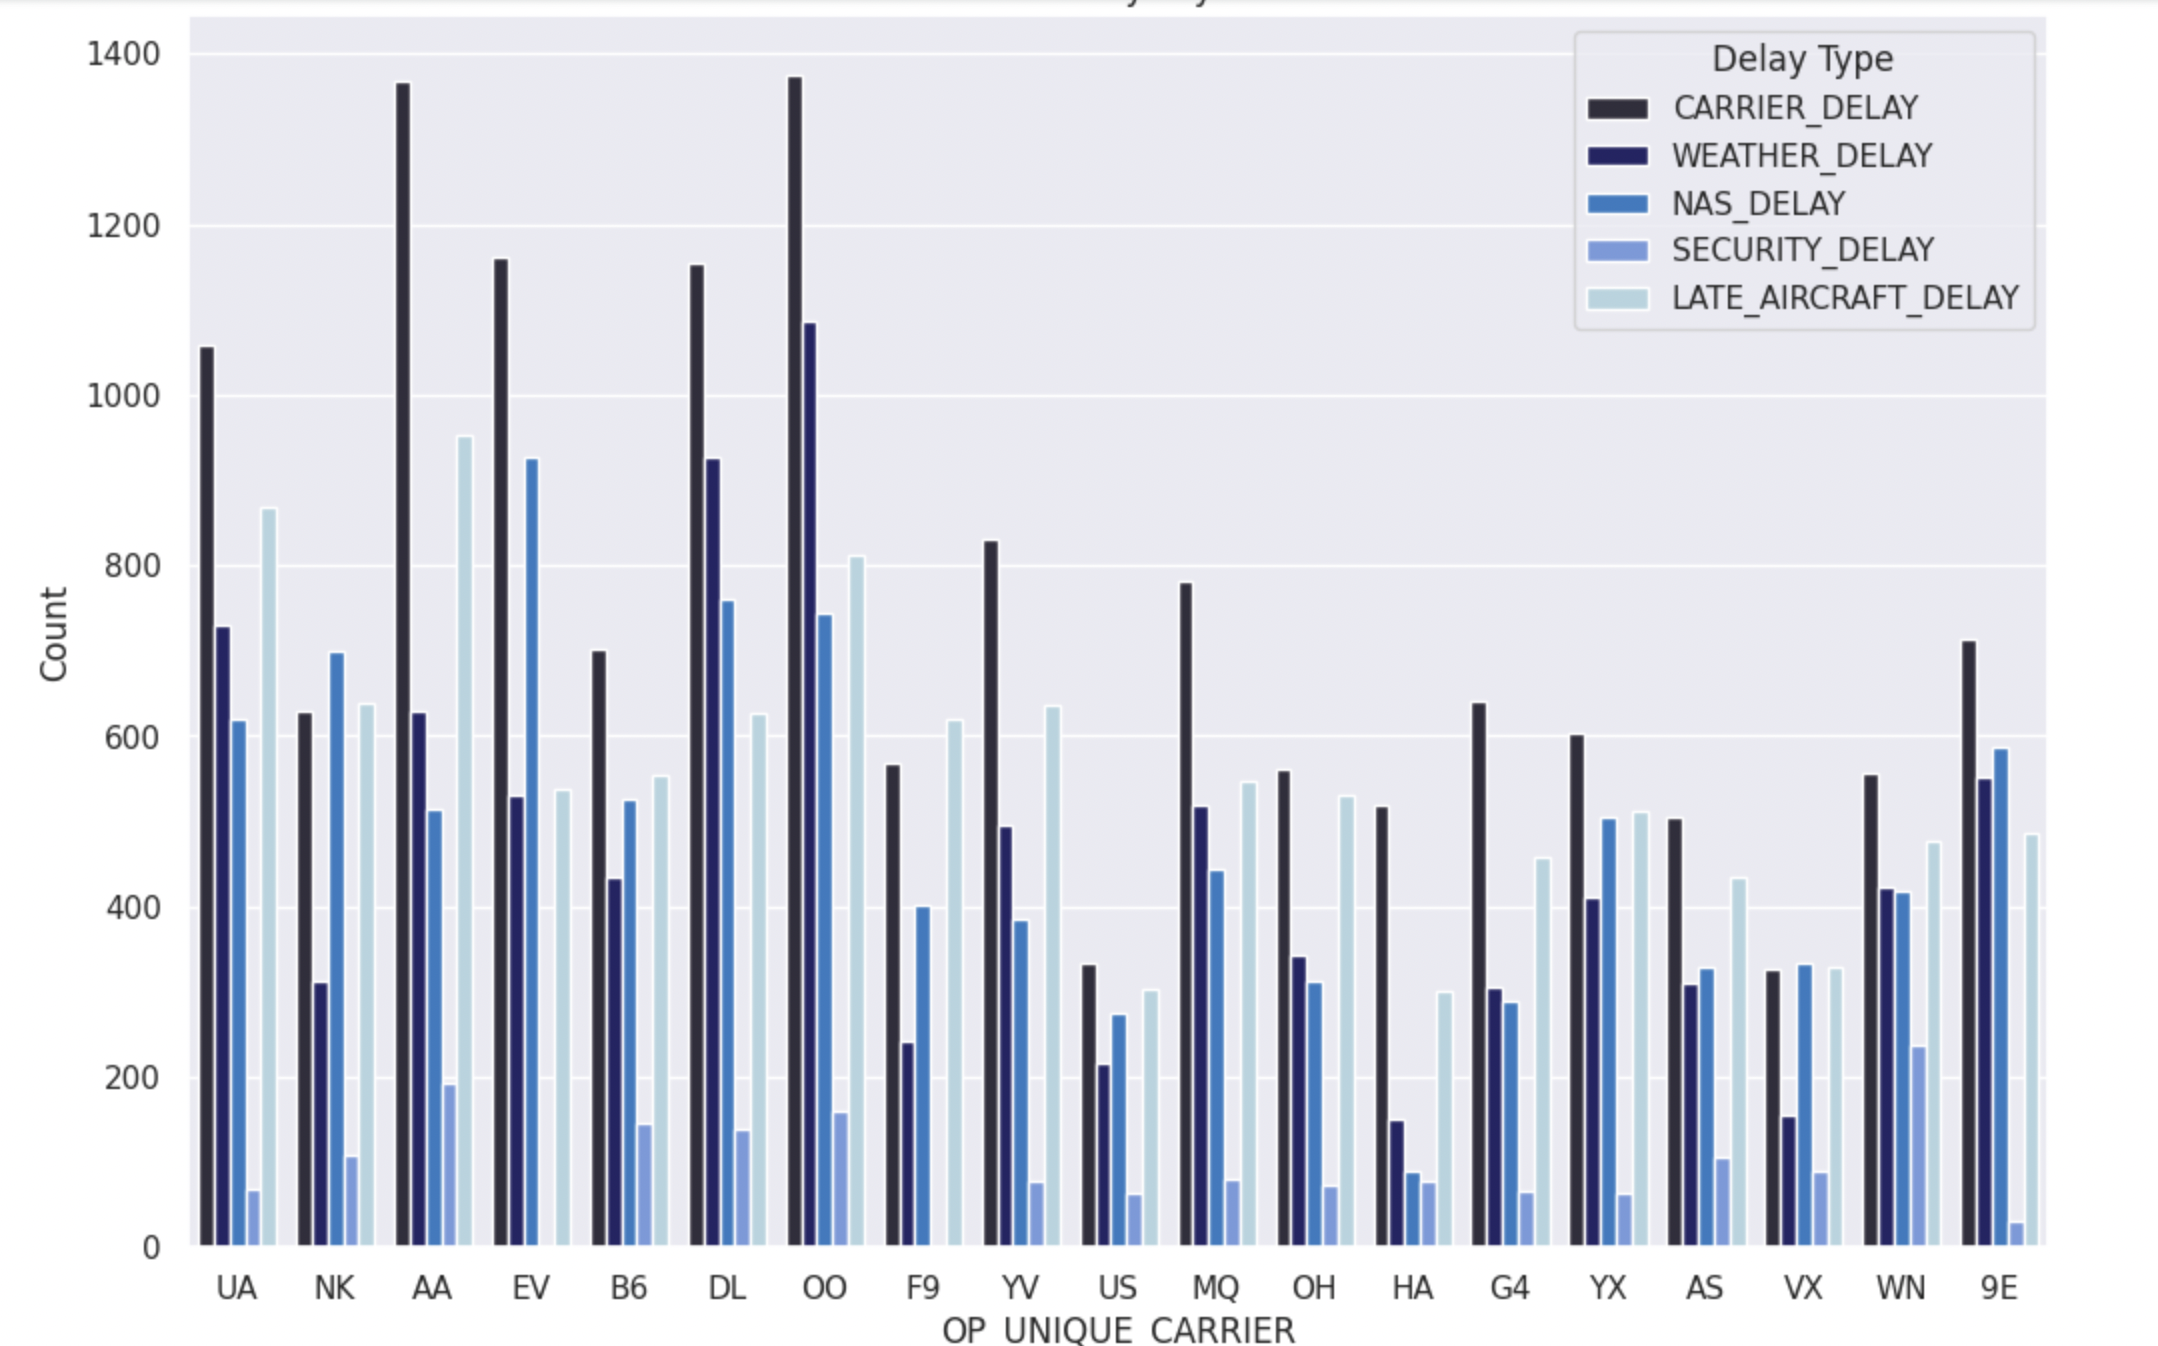 1400
1200
1000
800
600
400
200
0
Count
Delay Type
CARRIER_DELAY
WEATHER_DELAY
NAS_DELAY
SECURITY_DELAY
LATE_AIRCRAFT_DELAY
UA NK AA EV B6 DL OO F9 YV US MQ OH HA G4 YX AS VX WN 9E
OP_UNIQUE_CARRIER